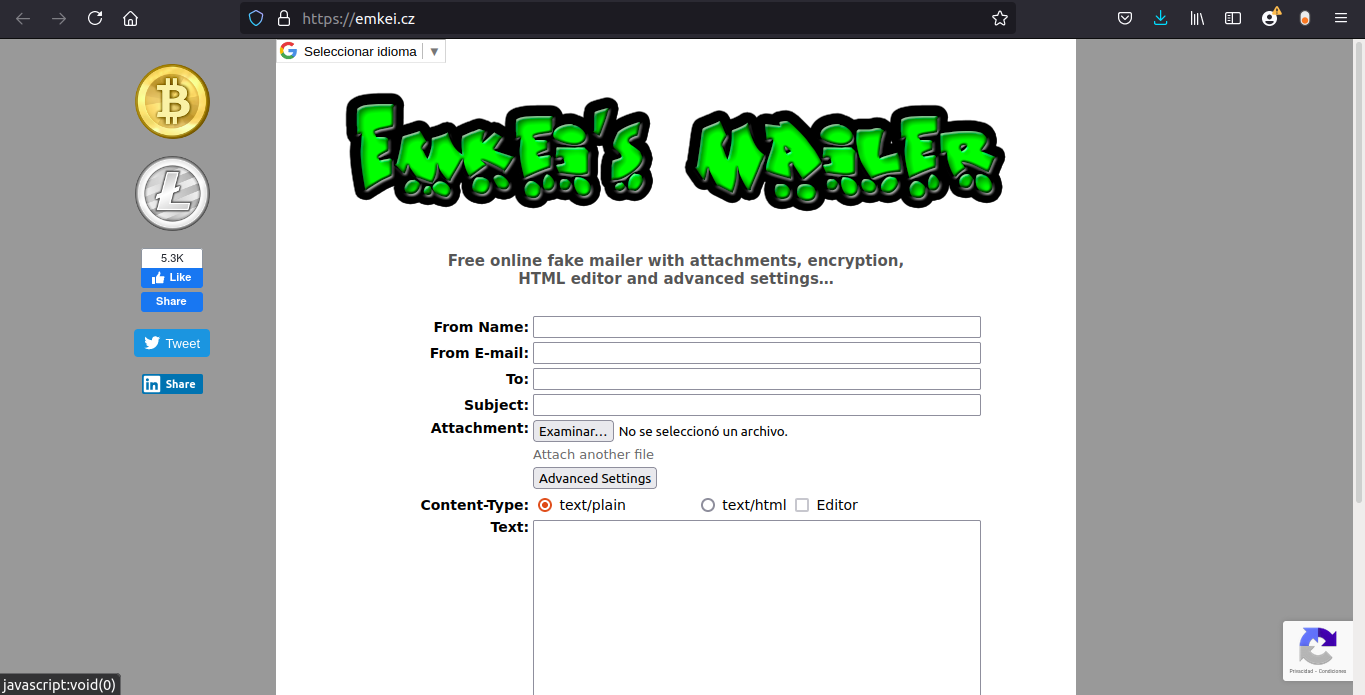 https://emkei.cz
Seleccionar idioma ▼
Emkei's Mailer
5.3K
Like
Share
Tweet
in Share
Free online fake mailer with attachments, encryption,
HTML editor and advanced settings…
From Name:
From E-mail:
To:
Subject:
Attachment: Examinar… No se seleccionó un archivo.
Attach another file
Advanced Settings
Content-Type: text/plain text/html Editor
Text:
Privacidad - Condiciones
javascript:void(0)